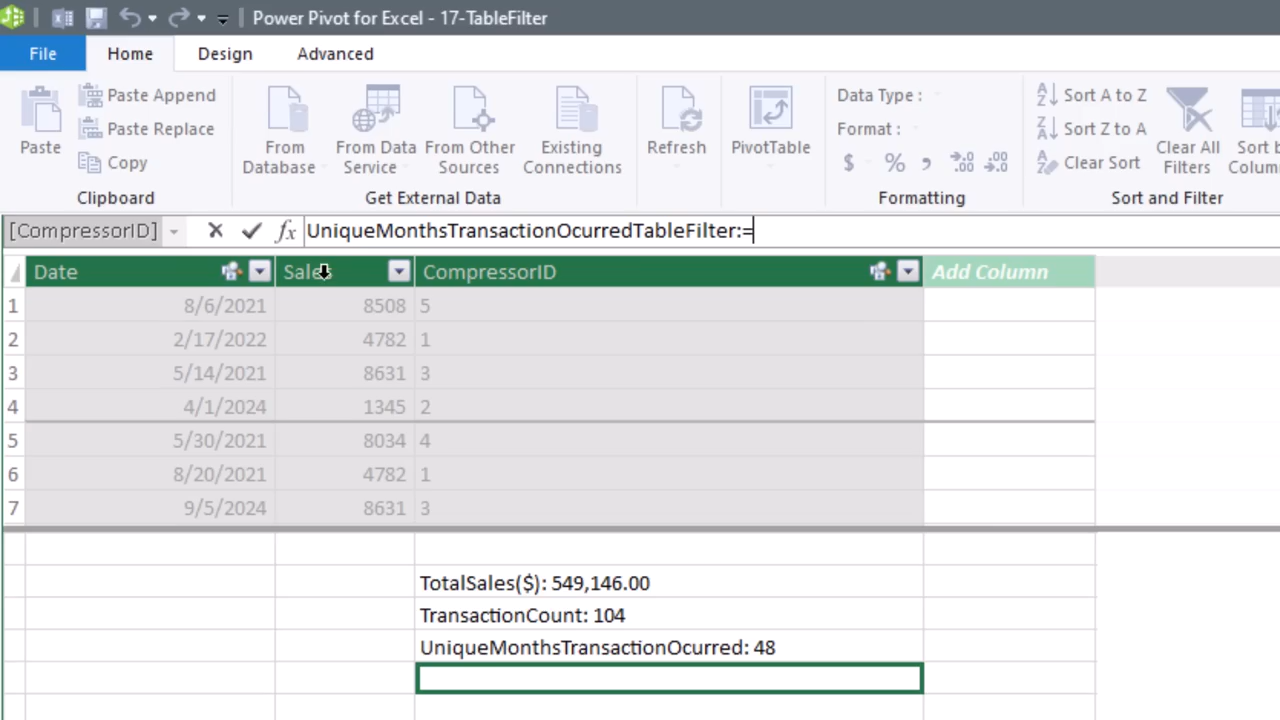 Power Pivot for Excel - 17-TableFilter
File Home Design Advanced
Paste
Paste Append
Paste Replace
Copy
Clipboard
From Database
From Data Service
From Other Sources
Existing Connections
Get External Data
Refresh
PivotTable
Data Type :
Format :
$ % , .00
Formatting
Sort A to Z
Sort Z to A
Clear Sort
Clear All Filters
Sort b
Colum
Sort and Filter
[CompressorID] fx UniqueMonthsTransactionOcurredTableFilter:=
Date Sales CompressorID Add Column
1 8/6/2021 8508 5
2 2/17/2022 4782 1
3 5/14/2021 8631 3
4 4/1/2024 1345 2
5 5/30/2021 8034 4
6 8/20/2021 4782 1
7 9/5/2024 8631 3
TotalSales($): 549,146.00
TransactionCount: 104
UniqueMonthsTransactionOcurred: 48